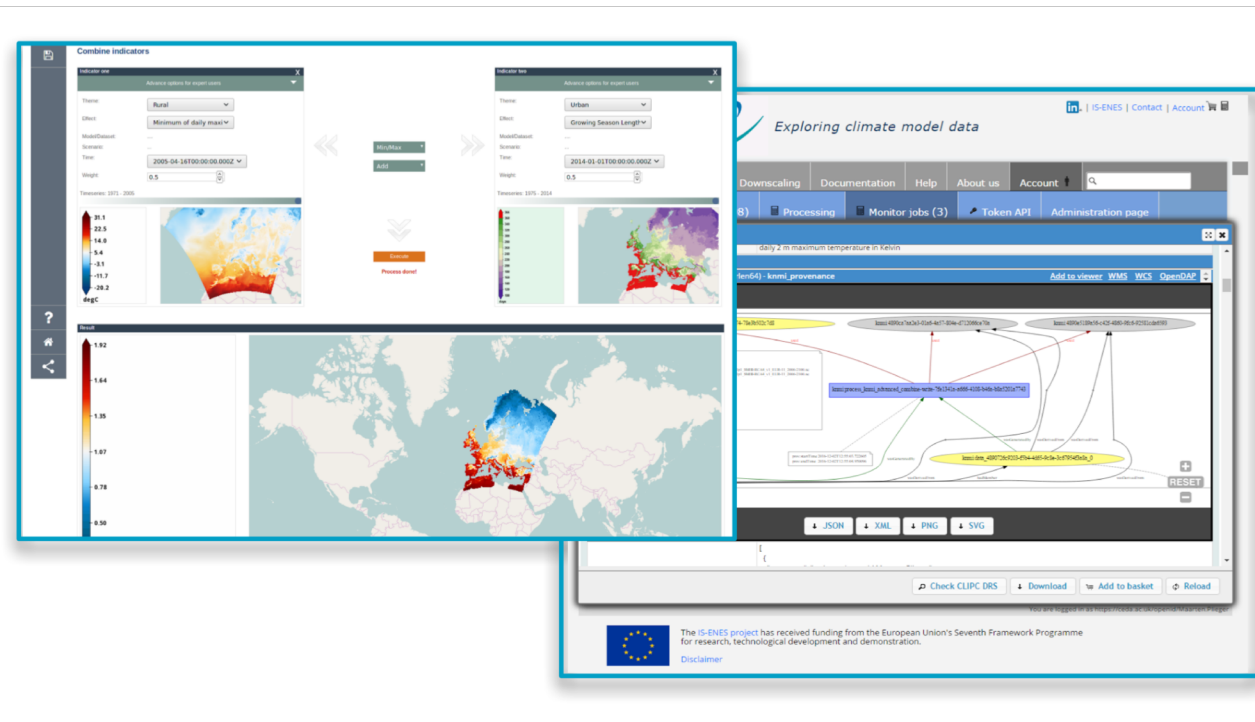 Combine indicators
Indicator one X
Advance options for expert users
Theme: Rural
Effect: Minimum of daily maxi
Model/Dataset: ...
Scenario: ...
Time: 2005-04-16T00:00:00.000Z
Weight: 0.5
Timeseries: 1971 - 2005
31.1
22.5
14.0
5.4
-3.1
-11.7
-20.2
degC
Min/Max
Add
Execute
Process done!
Indicator two X
Advance options for expert users
Theme: Urban
Effect: Growing Season Length
Model/Dataset: ...
Scenario: ...
Time: 2014-01-01T00:00:00.000Z
Weight: 0.5
Timeseries: 1975 - 2014
Result
1.92
1.64
1.35
1.07
0.78
0.50
?
in. | IS-ENES | Contact | Account
Exploring climate model data
Downscaling Documentation Help About us Account
8) Processing Monitor jobs (3) Token API Administration page
daily 2 m maximum temperature in Kelvin
- knmi_provenance Add to viewer WMS WCS OpenDAP
RESET
JSON XML PNG SVG
[
{
Check CLIPC DRS Download Add to basket Reload
The IS-ENES project has received funding from the European Union's Seventh Framework Programme
for research, technological development and demonstration.
Disclaimer